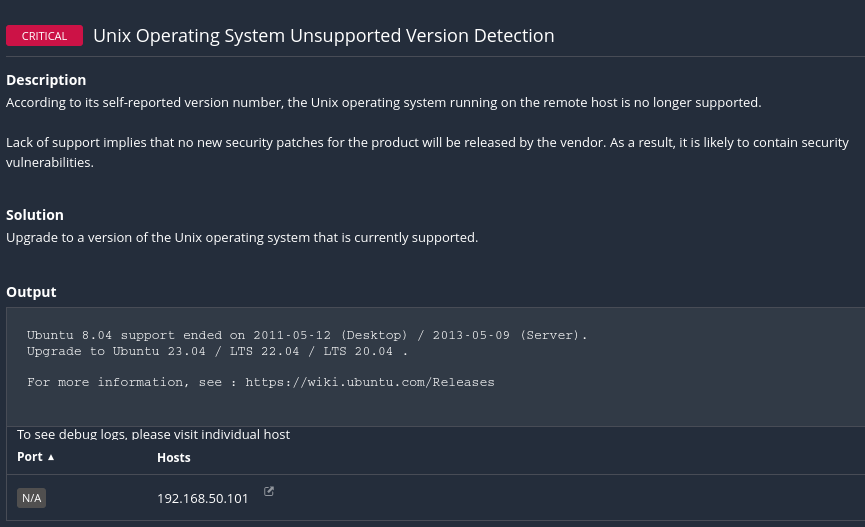 CRITICAL Unix Operating System Unsupported Version Detection
Description
According to its self-reported version number, the Unix operating system running on the remote host is no longer supported.
Lack of support implies that no new security patches for the product will be released by the vendor. As a result, it is likely to contain security
vulnerabilities.
Solution
Upgrade to a version of the Unix operating system that is currently supported.
Output
Ubuntu 8.04 support ended on 2011-05-12 (Desktop) / 2013-05-09 (Server).
Upgrade to Ubuntu 23.04 / LTS 22.04 / LTS 20.04 .
For more information, see : https://wiki.ubuntu.com/Releases
To see debug logs, please visit individual host
Port ▲ Hosts
N/A 192.168.50.101